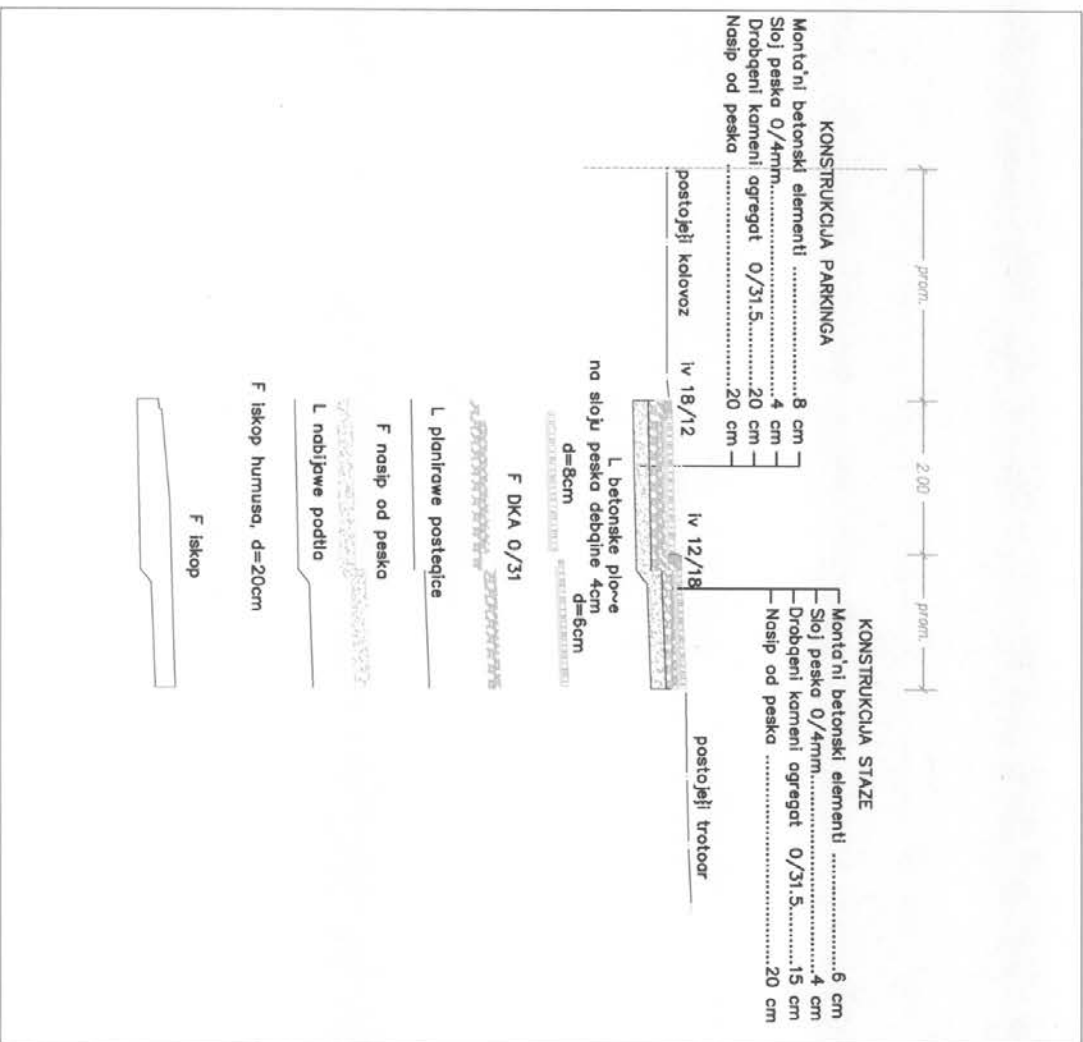 prom.
2.00
prom.
KONSTRUKCIJA PARKINGA
Monta'ni betonski elementi ..................8 cm
Sloj peska 0/4mm..............................4 cm
Drobqeni kameni agregat 0/31.5..........20 cm
Nasip od peska ..............................20 cm
KONSTRUKCIJA STAZE
Monta'ni betonski elementi ..................6 cm
Sloj peska 0/4mm..............................4 cm
Drobqeni kameni agregat 0/31.5..........15 cm
Nasip od peska ..............................20 cm
postoje}i kolovoz
iv 18/12
iv 12/18
postoje}i trotoar
L betonske plo~e
na sloju peska debqine 4cm
d=8cm
d=6cm
F DKA 0/31
L planirawe posteqice
F nasip od peska
L nabijawe podtla
F iskop humusa, d=20cm
F iskop